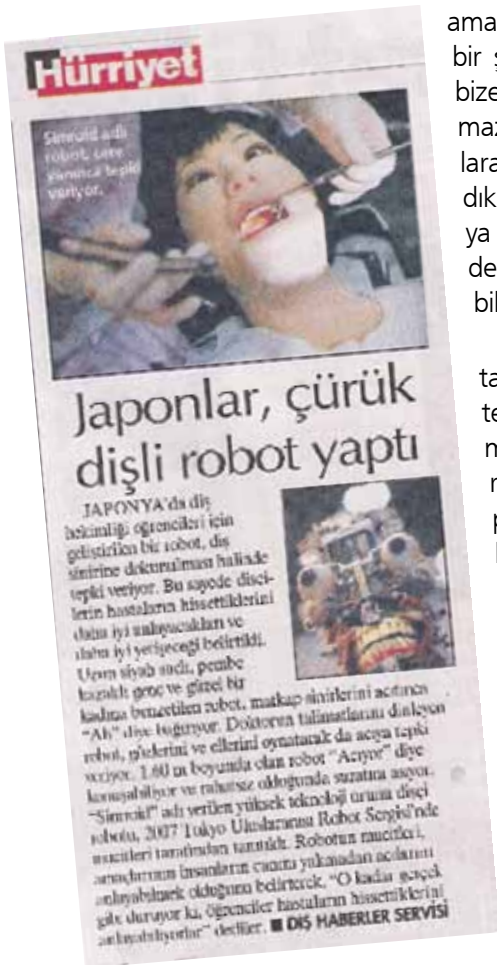 Hürriyet
Simroid adlı
robot, sinire
yanınca tepki
veriyor.
Japonlar, çürük
dişli robot yaptı
JAPONYA'da diş
hekimliği öğrencileri için
geliştirilen bir robot, diş
sinirine dokunulması halinde
tepki veriyor. Bu sayede dişçi-
lerin hastaların hissettiklerini
daha iyi anlayacakları ve
daha iyi yetişeceği belirtildi.
Uzun siyah saçlı, pembe
kazaklı genç ve güzel bir
kadına benzetilen robot, matkap sinirlerini acıtınca
"Ah" diye bağırıyor. Doktorun talimatlarını dinleyen
robot, gözlerini ve ellerini oynatarak da acıya tepki
veriyor. 1.60 m boyunda olan robot "Acıyor" diye
konuşabiliyor ve rahatsız olduğunda suratını asıyor.
"Simroid" adı verilen yüksek teknoloji ürünü dişçi
robotu, 2007 Tokyo Uluslararası Robot Sergisi'nde
mucitleri tarafından tanıtıldı. Robotun mucitleri,
amaçlarının insanların canını yakmadan acılarını
anlayabilmek olduğunu belirterek, "O kadar gerçek
gibi duruyor ki, öğrenciler hastaların hissettiklerini
anlayabiliyorlar" dediler. ■ DIŞ HABERLER SERVİSİ
ama
bir ş
bize
maz
lara
dık
ya
de
bil
ta
te
m